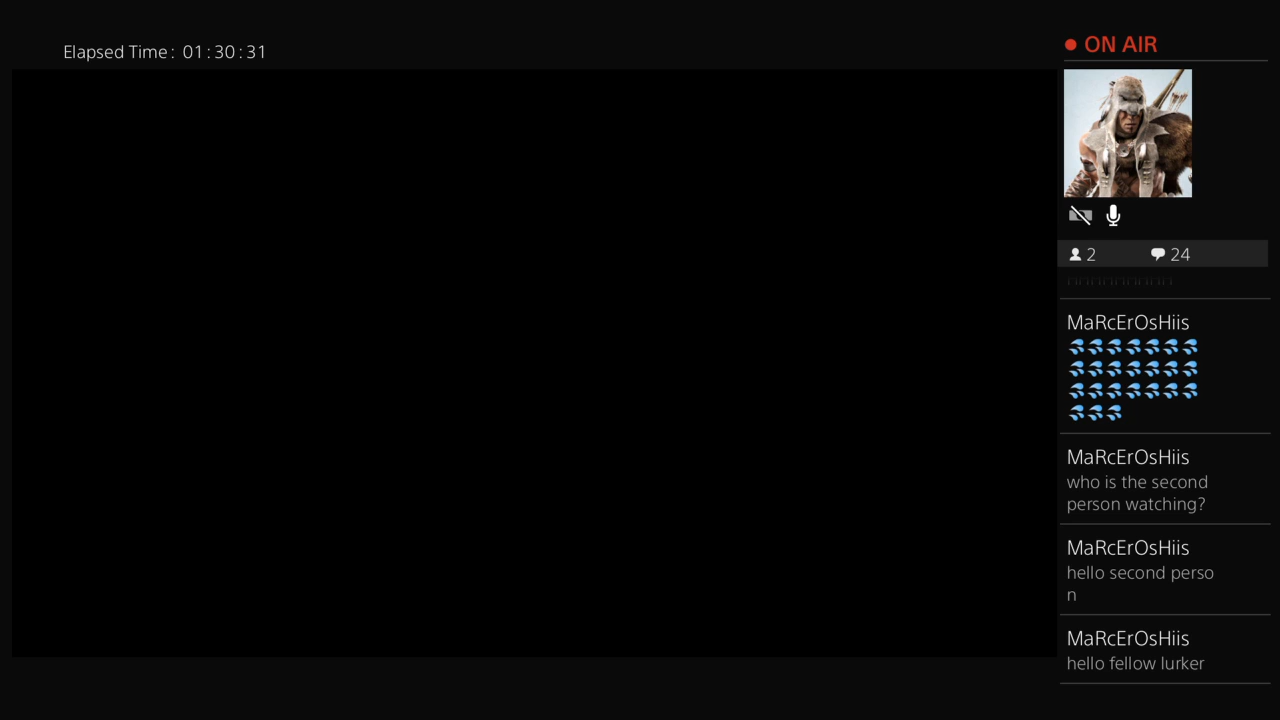 Elapsed Time: 01:30:31
ON AIR
2 24
MaRcErOsHiis
MaRcErOsHiis
who is the second
person watching?
MaRcErOsHiis
hello second perso
n
MaRcErOsHiis
hello fellow lurker